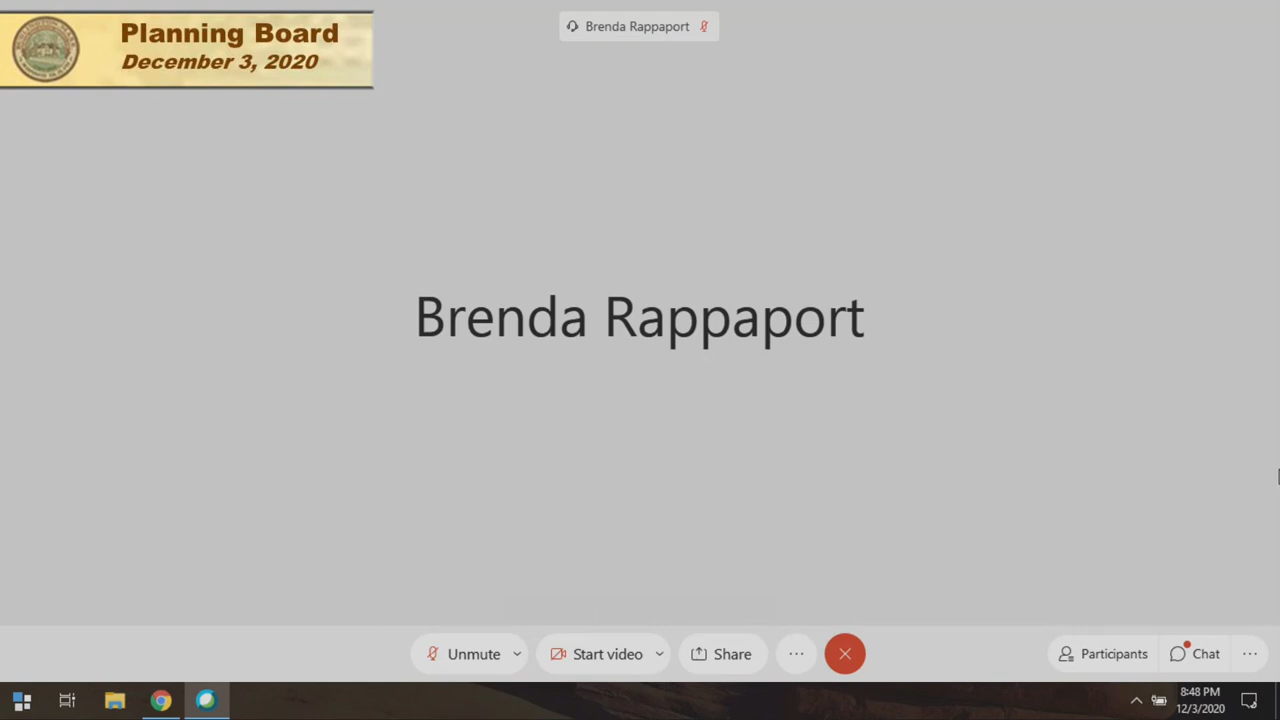 Planning Board
December 3, 2020
Brenda Rappaport
Brenda Rappaport
Unmute
Start video
Share
Participants
Chat
8:48 PM
12/3/2020